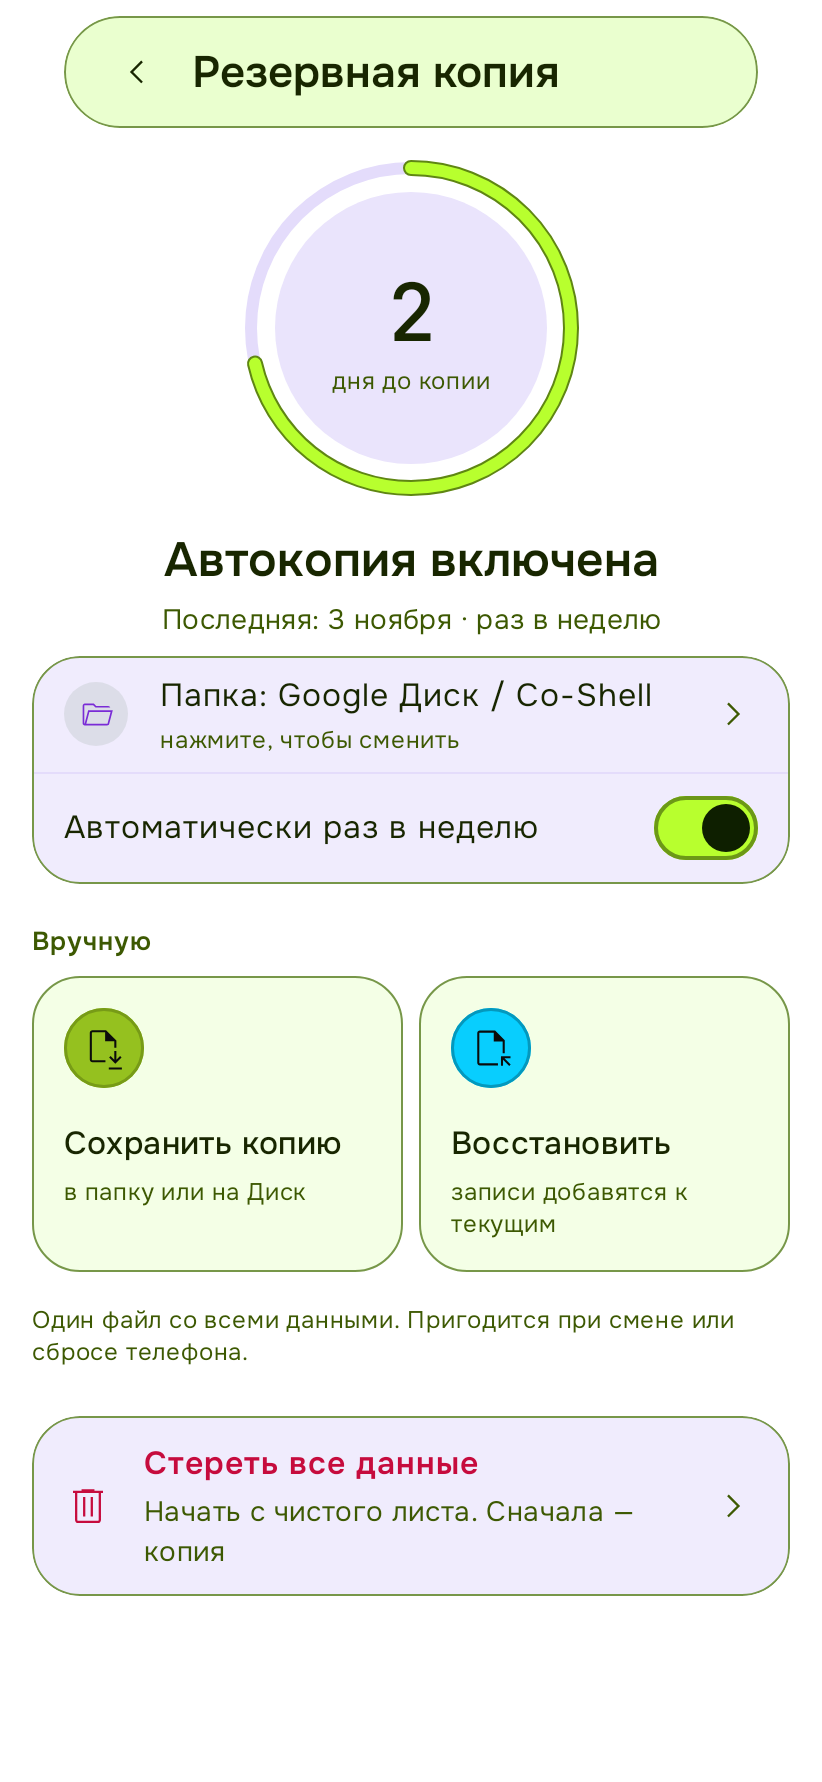 Резервная копия
2
дня до копии
Автокопия включена
Последняя: 3 ноября · раз в неделю
Папка: Google Диск / Co-Shell
нажмите, чтобы сменить
Автоматически раз в неделю
Вручную
Сохранить копию
в папку или на Диск
Восстановить
записи добавятся к
текущим
Один файл со всеми данными. Пригодится при смене или
сбросе телефона.
Стереть все данные
Начать с чистого листа. Сначала —
копия